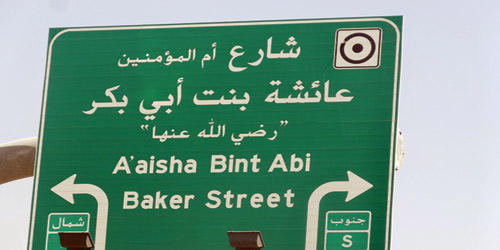 شارع أم المؤمنين
عائشة بنت أبي بكر
"رضي الله عنها"
A'aisha Bint Abi
Baker Street
شمال
جنوب
S